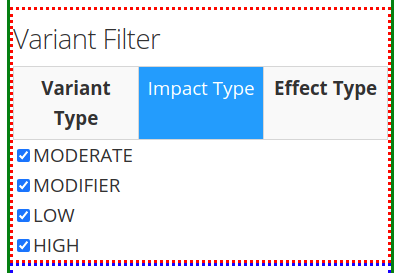 Variant Filter
Variant Type
Impact Type
Effect Type
MODERATE
MODIFIER
LOW
HIGH